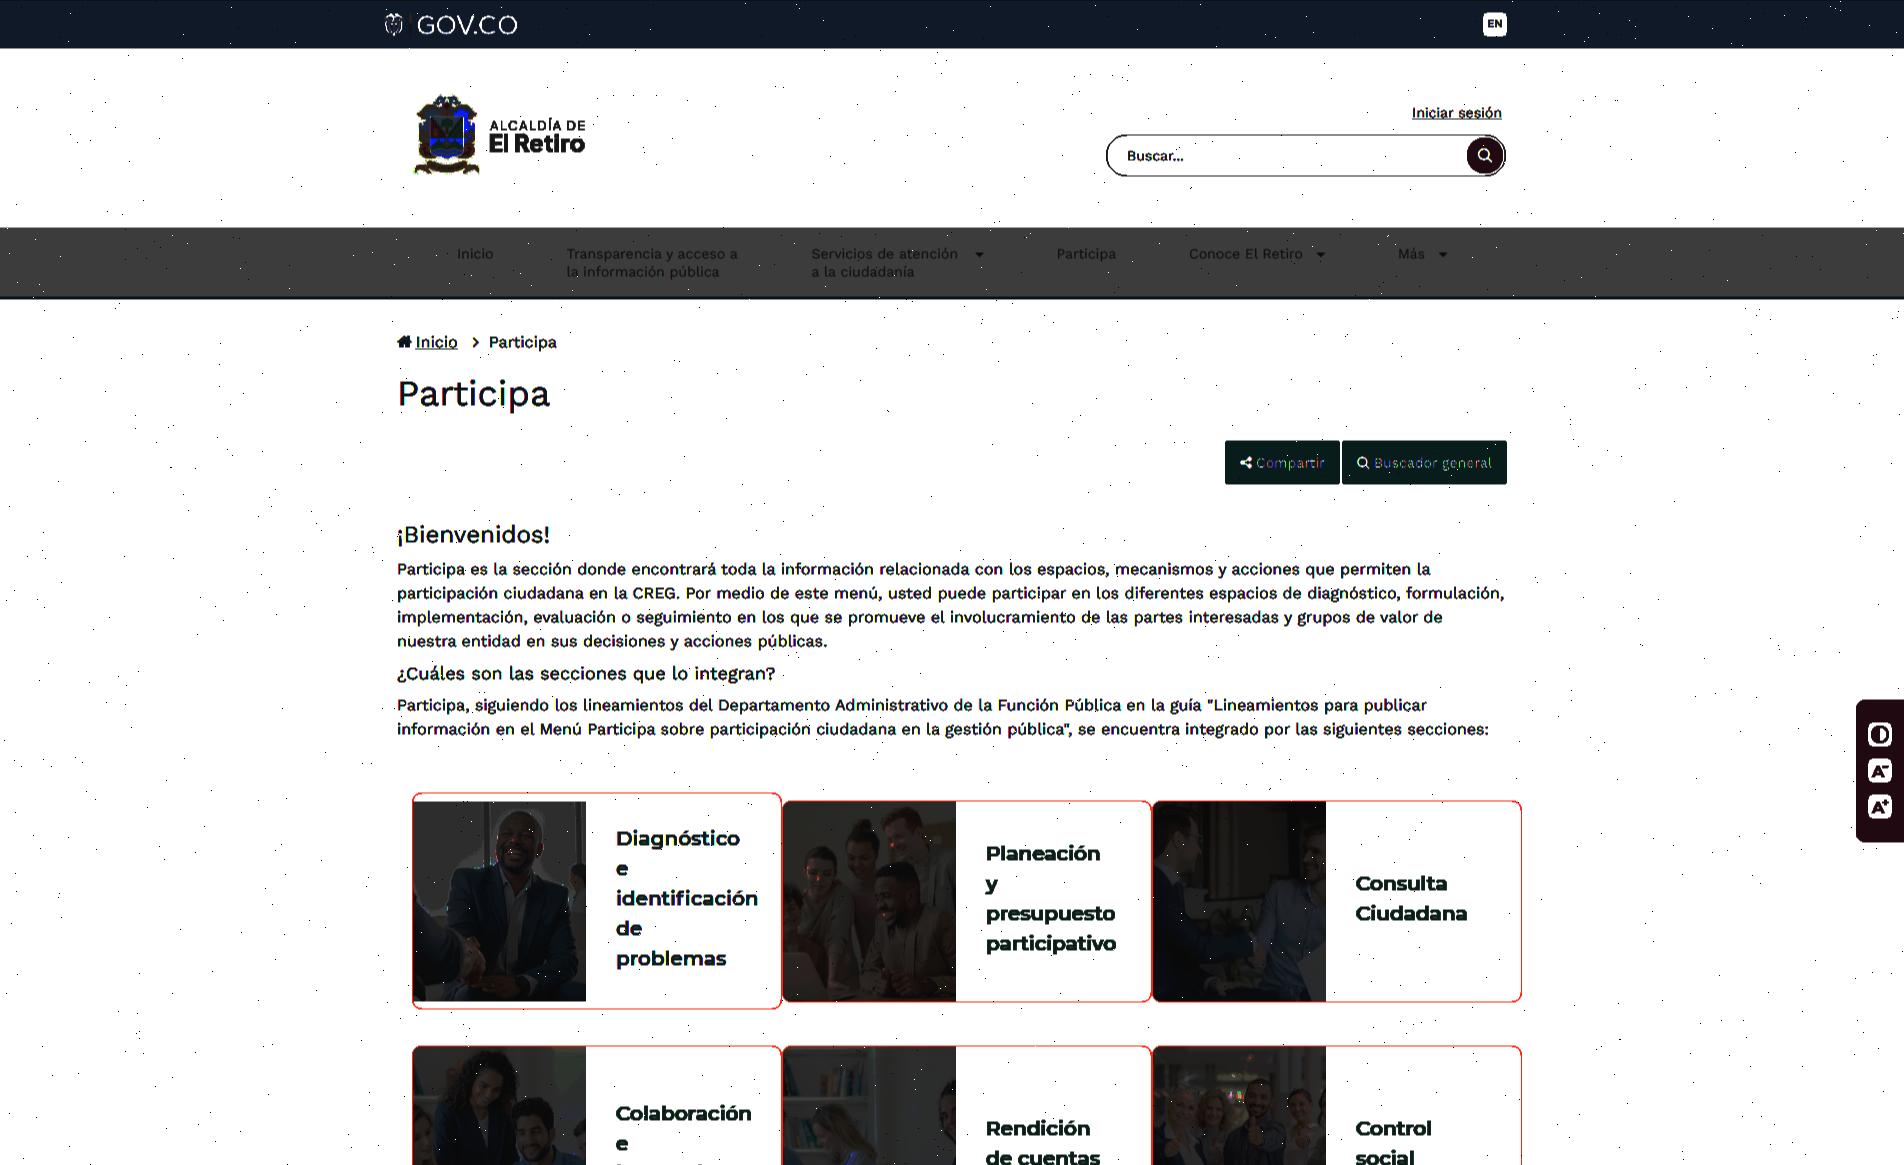 GOV.CO
EN
ALCALDÍA DE
El Retiro
Iniciar sesión
Buscar...
Inicio
Transparencia y acceso a
la información pública
Servicios de atención
a la ciudadanía
Participa
Conoce El Retiro
Más
Inicio > Participa
Participa
Compartir
Buscador general
¡Bienvenidos!
Participa es la sección donde encontrará toda la información relacionada con los espacios, mecanismos y acciones que permiten la
participación ciudadana en la CREG. Por medio de este menú, usted puede participar en los diferentes espacios de diagnóstico, formulación,
implementación, evaluación o seguimiento en los que se promueve el involucramiento de las partes interesadas y grupos de valor de
nuestra entidad en sus decisiones y acciones públicas.
¿Cuáles son las secciones que lo integran?
Participa, siguiendo los lineamientos del Departamento Administrativo de la Función Pública en la guía "Lineamientos para publicar
información en el Menú Participa sobre participación ciudadana en la gestión pública", se encuentra integrado por las siguientes secciones:
A-
A+
Diagnóstico
e
identificación
de
problemas
Planeación
y
presupuesto
participativo
Consulta
Ciudadana
Colaboración
e
Rendición
de cuentas
Control
social